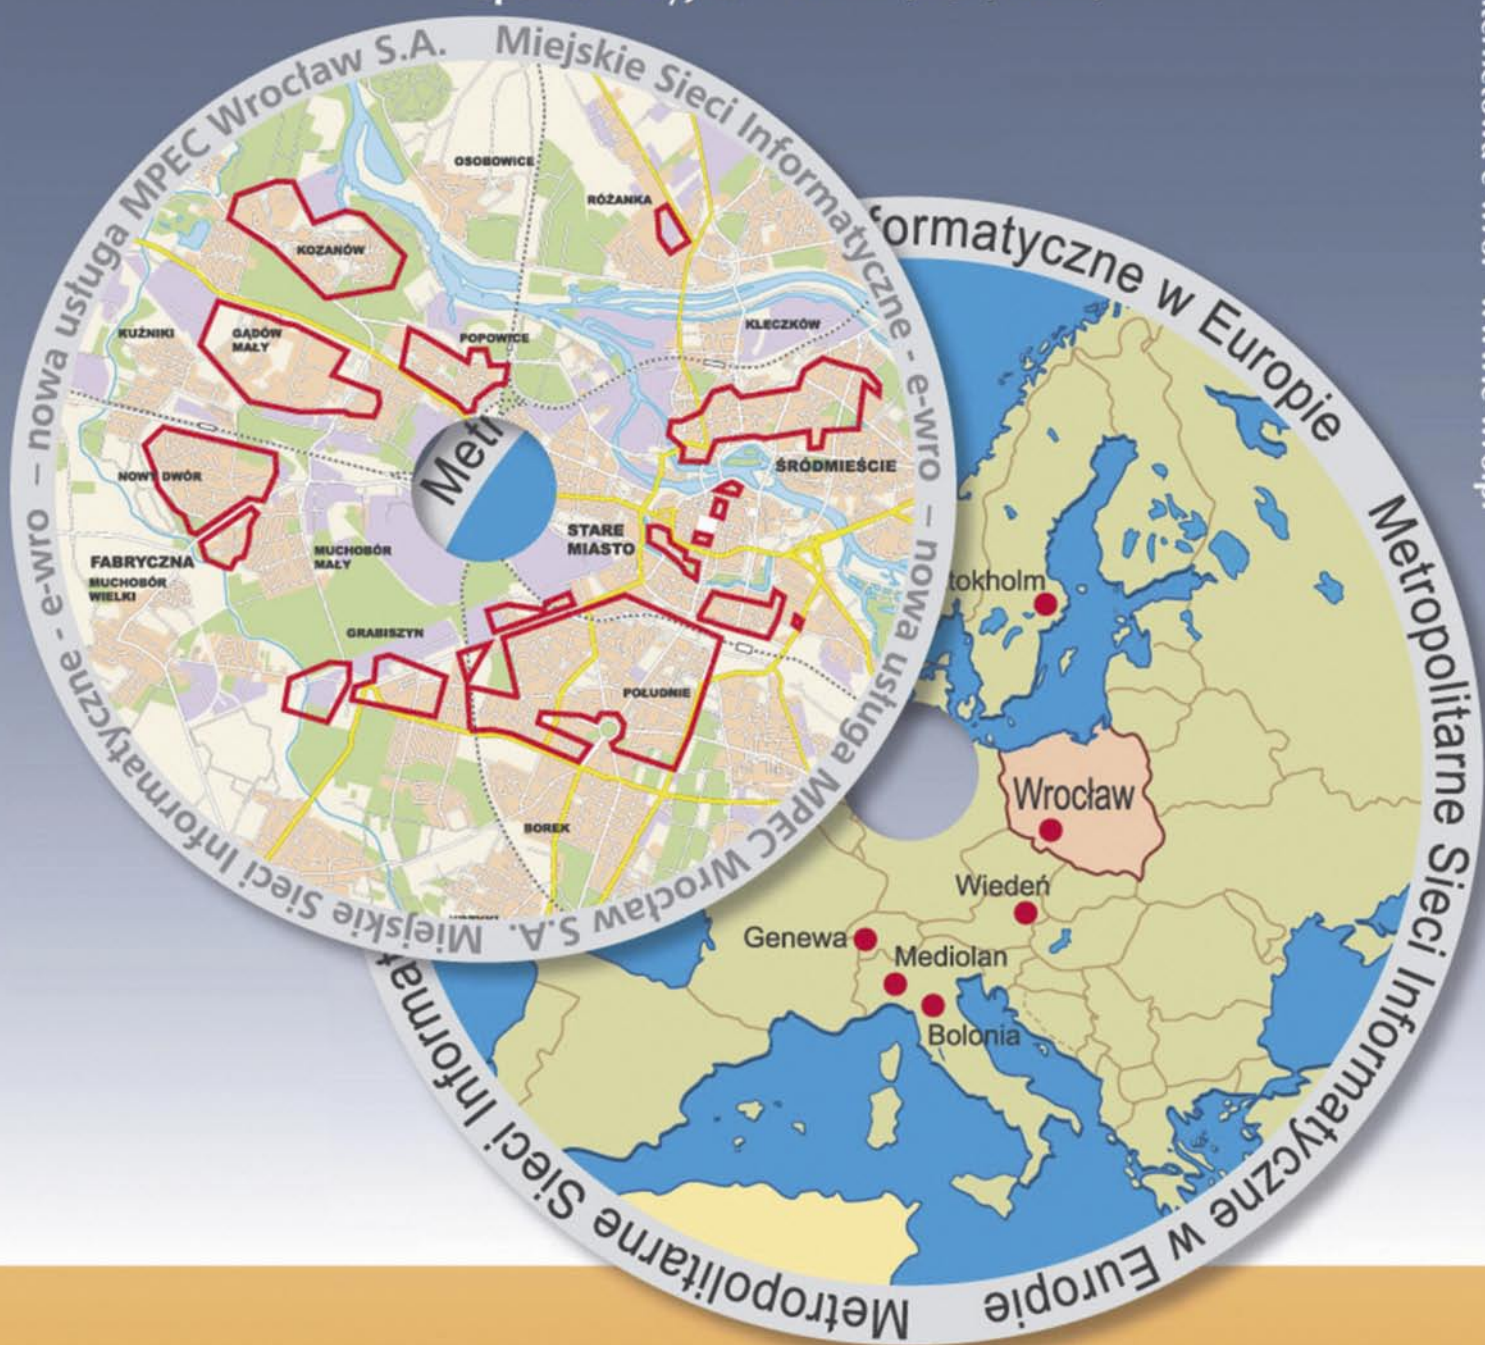 Miejskie Sieci Informatyczne - e-wro – nowa usługa MPEC Wrocław S.A.
Miejskie Sieci Informatyczne - e-wro – nowa usługa MPEC Wrocław S.A.
OSOBOWICE
RÓŻANKA
KOZANÓW
KUŹNIKI
GĄDÓW
MAŁY
POPOWICE
KLECZKÓW
NOWY DWÓR
ŚRÓDMIEŚCIE
STARE
MIASTO
FABRYCZNA
MUCHOBÓR
WIELKI
MUCHOBÓR
MAŁY
GRABISZYN
POŁUDNIE
BOREK
Metr
formatyczne w Europie
Metropolitarne Sieci Informatyczne w Europie
Metropolitarne Sieci Informat
tokholm
Wrocław
Wiedeń
Genewa
Mediolan
Bolonia